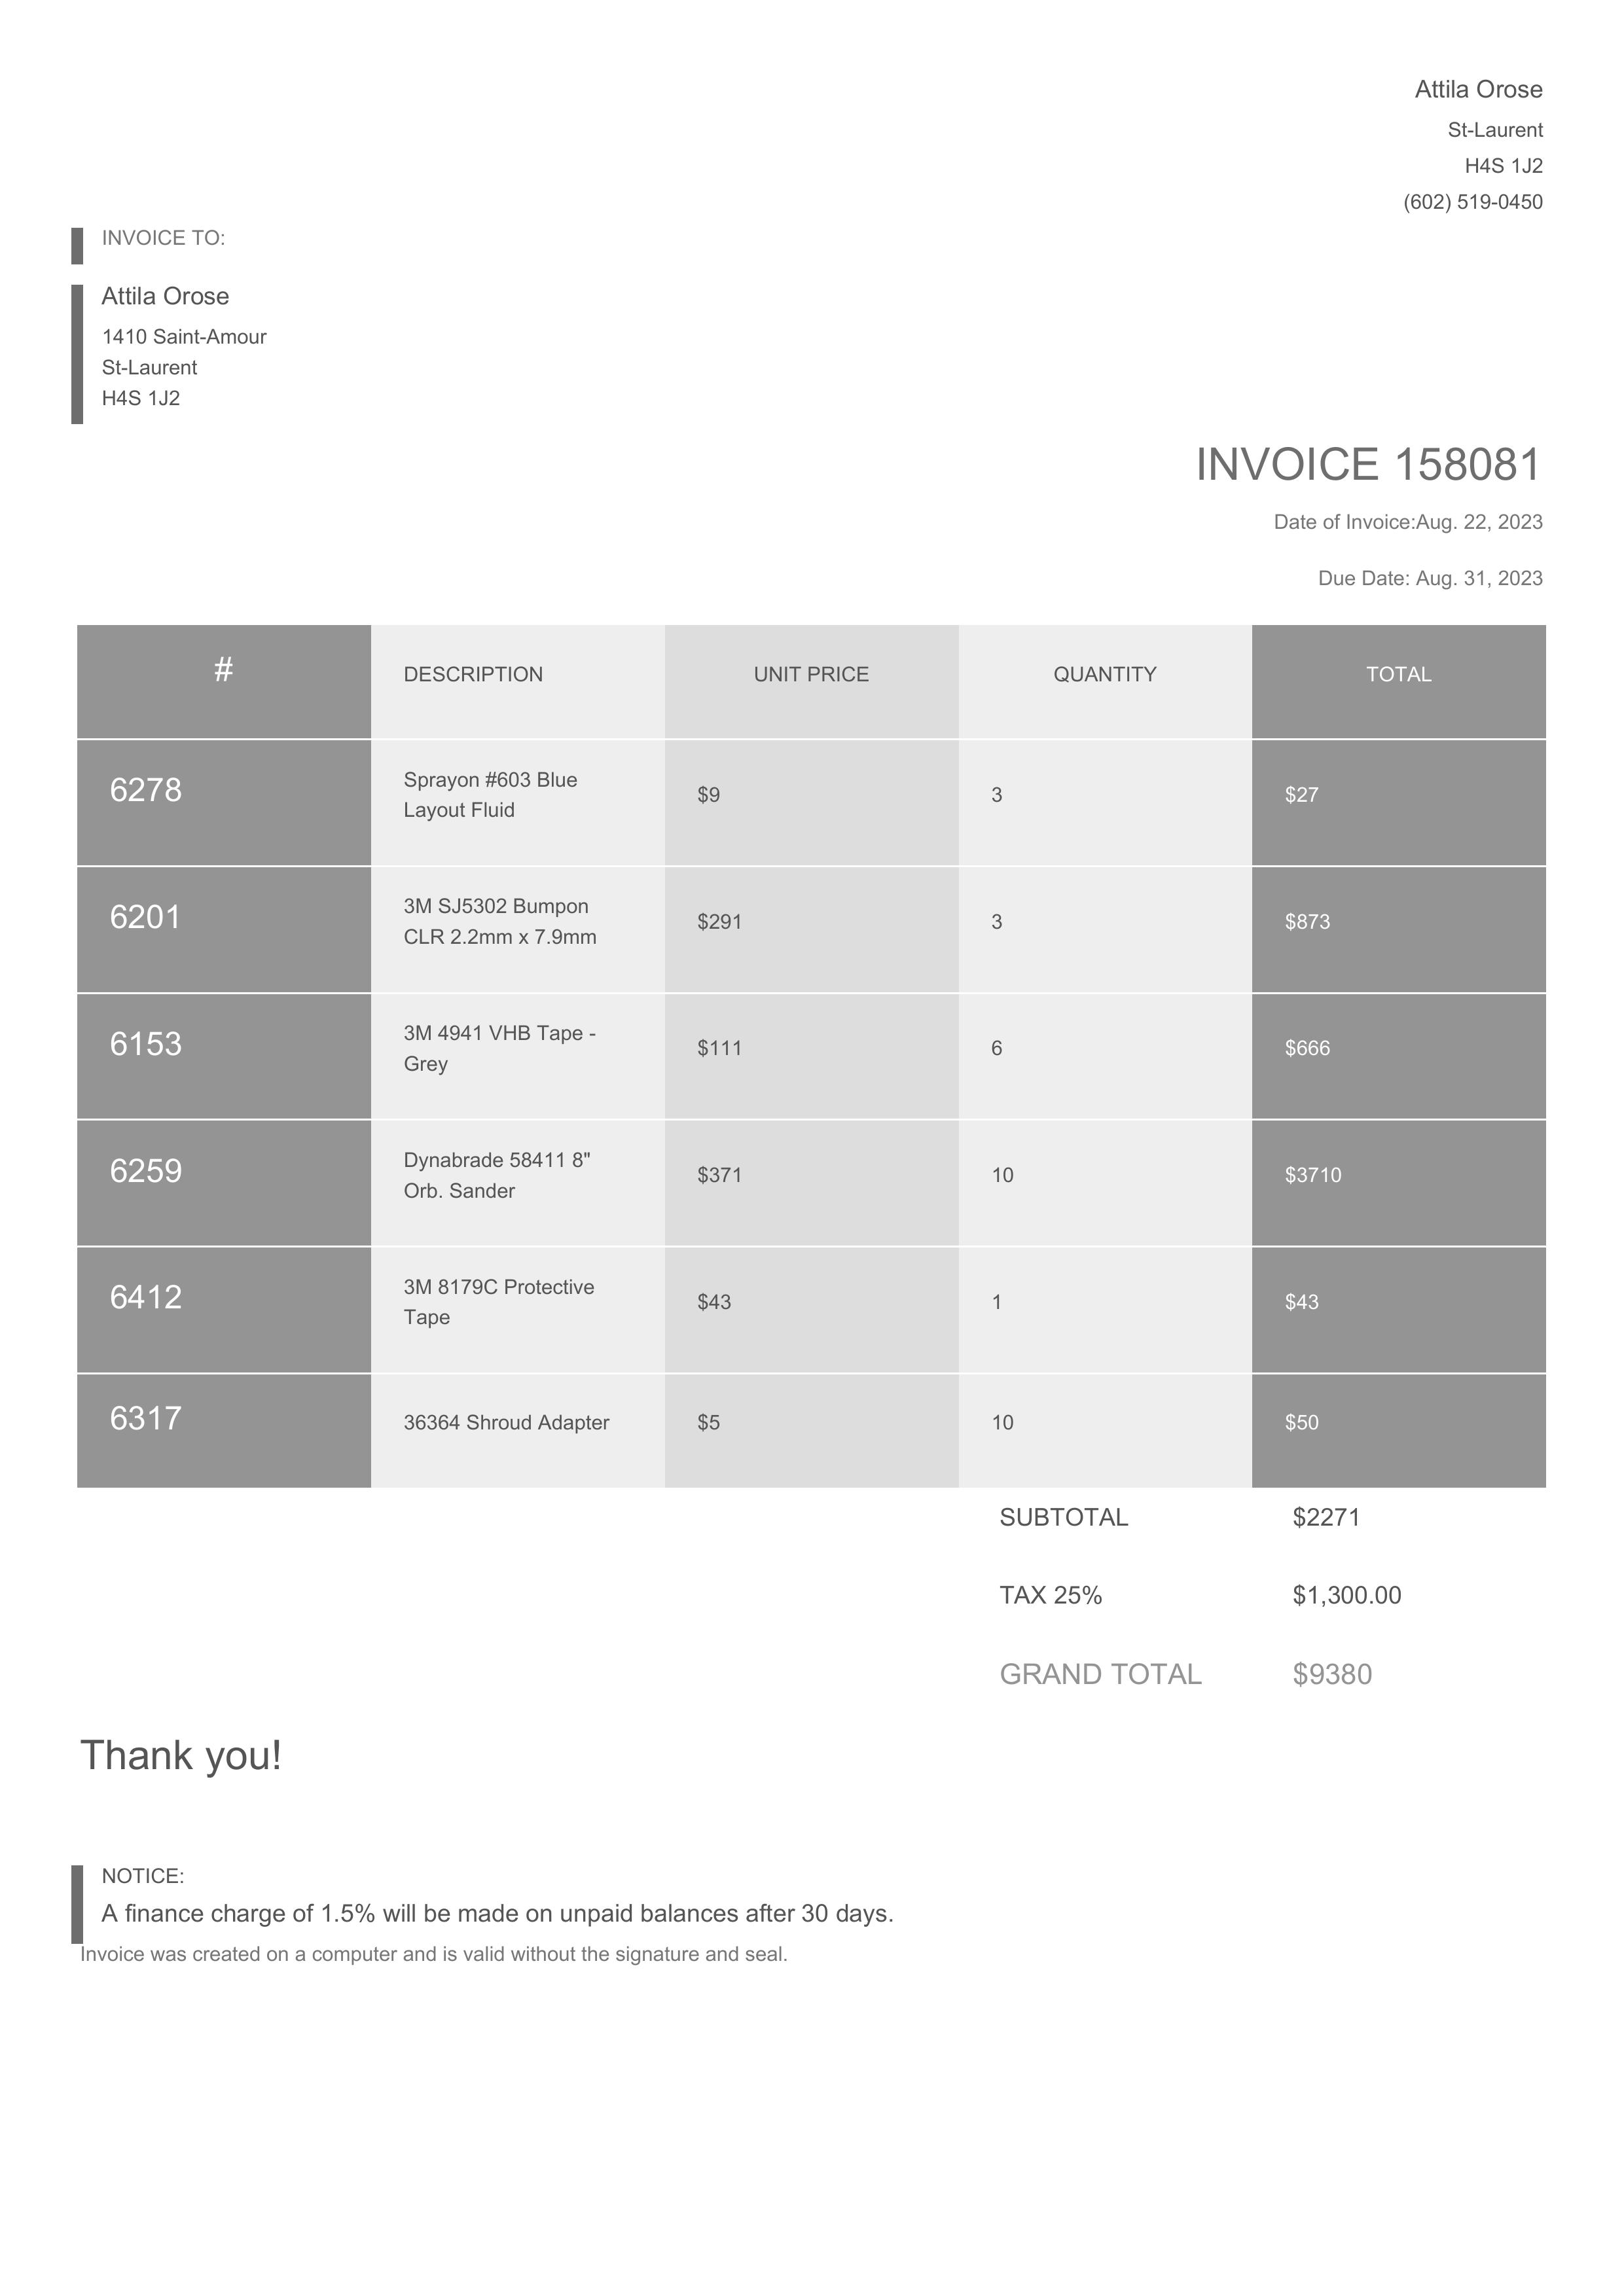 Attila Orose
St-Laurent
H4S 1J2
(602) 519-0450
INVOICE TO:
Attila Orose
1410 Saint-Amour
St-Laurent
H4S 1J2
INVOICE 158081
Date of Invoice:Aug. 22, 2023
Due Date: Aug. 31, 2023
# DESCRIPTION UNIT PRICE QUANTITY TOTAL
6278 Sprayon #603 Blue Layout Fluid $9 3 $27
6201 3M SJ5302 Bumpon CLR 2.2mm x 7.9mm $291 3 $873
6153 3M 4941 VHB Tape - Grey $111 6 $666
6259 Dynabrade 58411 8" Orb. Sander $371 10 $3710
6412 3M 8179C Protective Tape $43 1 $43
6317 36364 Shroud Adapter $5 10 $50
SUBTOTAL $2271
TAX 25% $1,300.00
GRAND TOTAL $9380
Thank you!
NOTICE:
A finance charge of 1.5% will be made on unpaid balances after 30 days.
Invoice was created on a computer and is valid without the signature and seal.